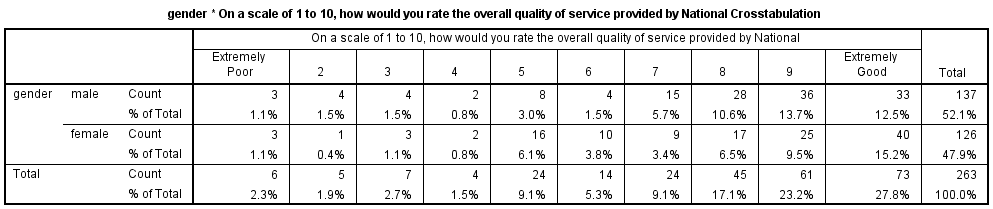 gender * On a scale of 1 to 10, how would you rate the overall quality of service provided by National Crosstabulation
On a scale of 1 to 10, how would you rate the overall quality of service provided by National
Extremely Poor 2 3 4 5 6 7 8 9 Extremely Good Total
gender male Count 3 4 4 2 8 4 15 28 36 33 137
% of Total 1.1% 1.5% 1.5% 0.8% 3.0% 1.5% 5.7% 10.6% 13.7% 12.5% 52.1%
female Count 3 1 3 2 16 10 9 17 25 40 126
% of Total 1.1% 0.4% 1.1% 0.8% 6.1% 3.8% 3.4% 6.5% 9.5% 15.2% 47.9%
Total Count 6 5 7 4 24 14 24 45 61 73 263
% of Total 2.3% 1.9% 2.7% 1.5% 9.1% 5.3% 9.1% 17.1% 23.2% 27.8% 100.0%